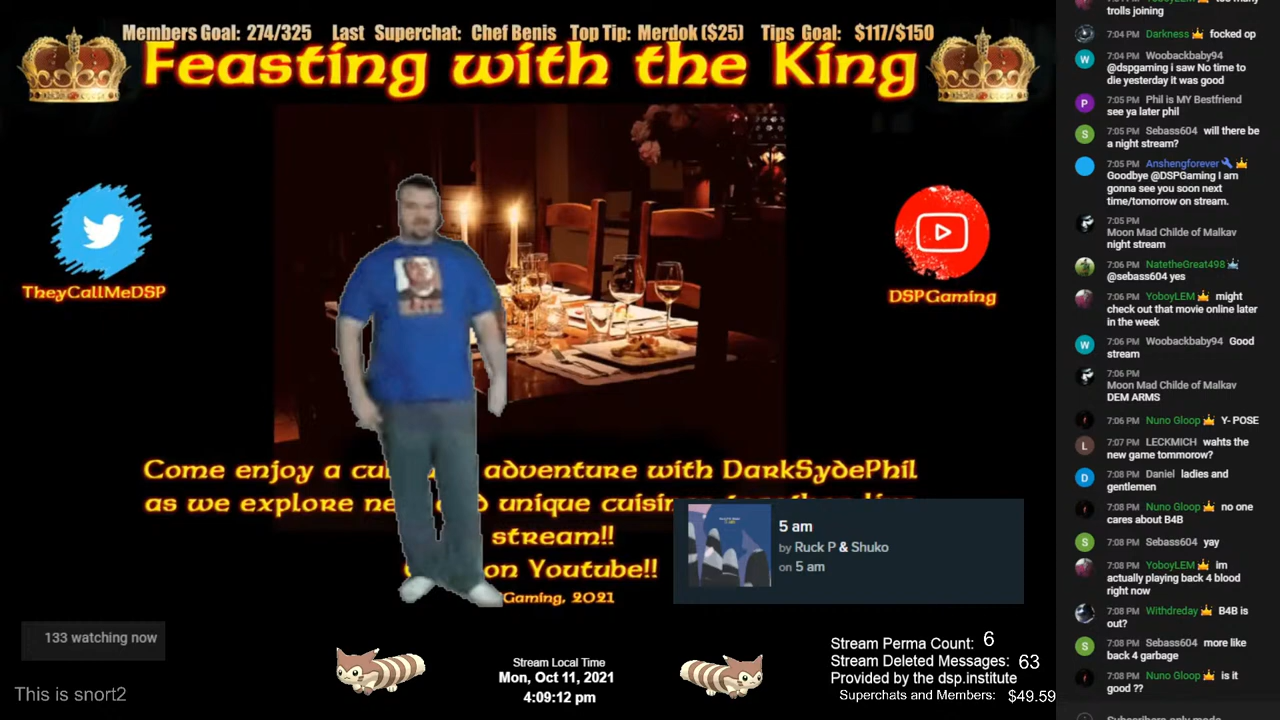 Members Goal: 274/325 Last Superchat: Chef Benis Top Tip: Merdok ($25) Tips Goal: $117/$150
Feasting with the King
TheyCallMeDSP
DSPGaming
Come enjoy a adventure with DarkSydePhil
as we explore unique
stream!!
on Youtube!!
Gaming, 2021
5 am
by Ruck P & Shuko
on 5 am
133 watching now
This is snort2
Stream Local Time
Mon, Oct 11, 2021
4:09:12 pm
Stream Perma Count: 6
Stream Deleted Messages: 63
Provided by the dsp.institute
Superchats and Members: $49.59
trolls joining
7:04 PM Darkness focked op
W
7:04 PM Woobackbaby94
@dspgaming i saw No time to
die yesterday it was good
P
7:05 PM Phil is MY Bestfriend
see ya later phil
S
7:05 PM Sebass604 will there be
a night stream?
7:05 PM Anshengforever
Goodbye @DSPGaming I am
gonna see you soon next
time/tomorrow on stream.
7:05 PM
Moon Mad Childe of Malkav
night stream
7:06 PM NatetheGreat498
@sebass604 yes
7:06 PM YoboyLEM might
check out that movie online later
in the week
W
7:06 PM Woobackbaby94 Good
stream
7:06 PM
Moon Mad Childe of Malkav
DEM ARMS
7:06 PM Nuno Gloop Y- POSE
L
7:07 PM LECKMICH wahts the
new game tommorow?
D
7:08 PM Daniel ladies and
gentlemen
7:08 PM Nuno Gloop no one
cares about B4B
S
7:08 PM Sebass604 yay
7:08 PM YoboyLEM im
actually playing back 4 blood
right now
7:08 PM Withdreday B4B is
out?
S
7:08 PM Sebass604 more like
back 4 garbage
7:08 PM Nuno Gloop is it
good ??